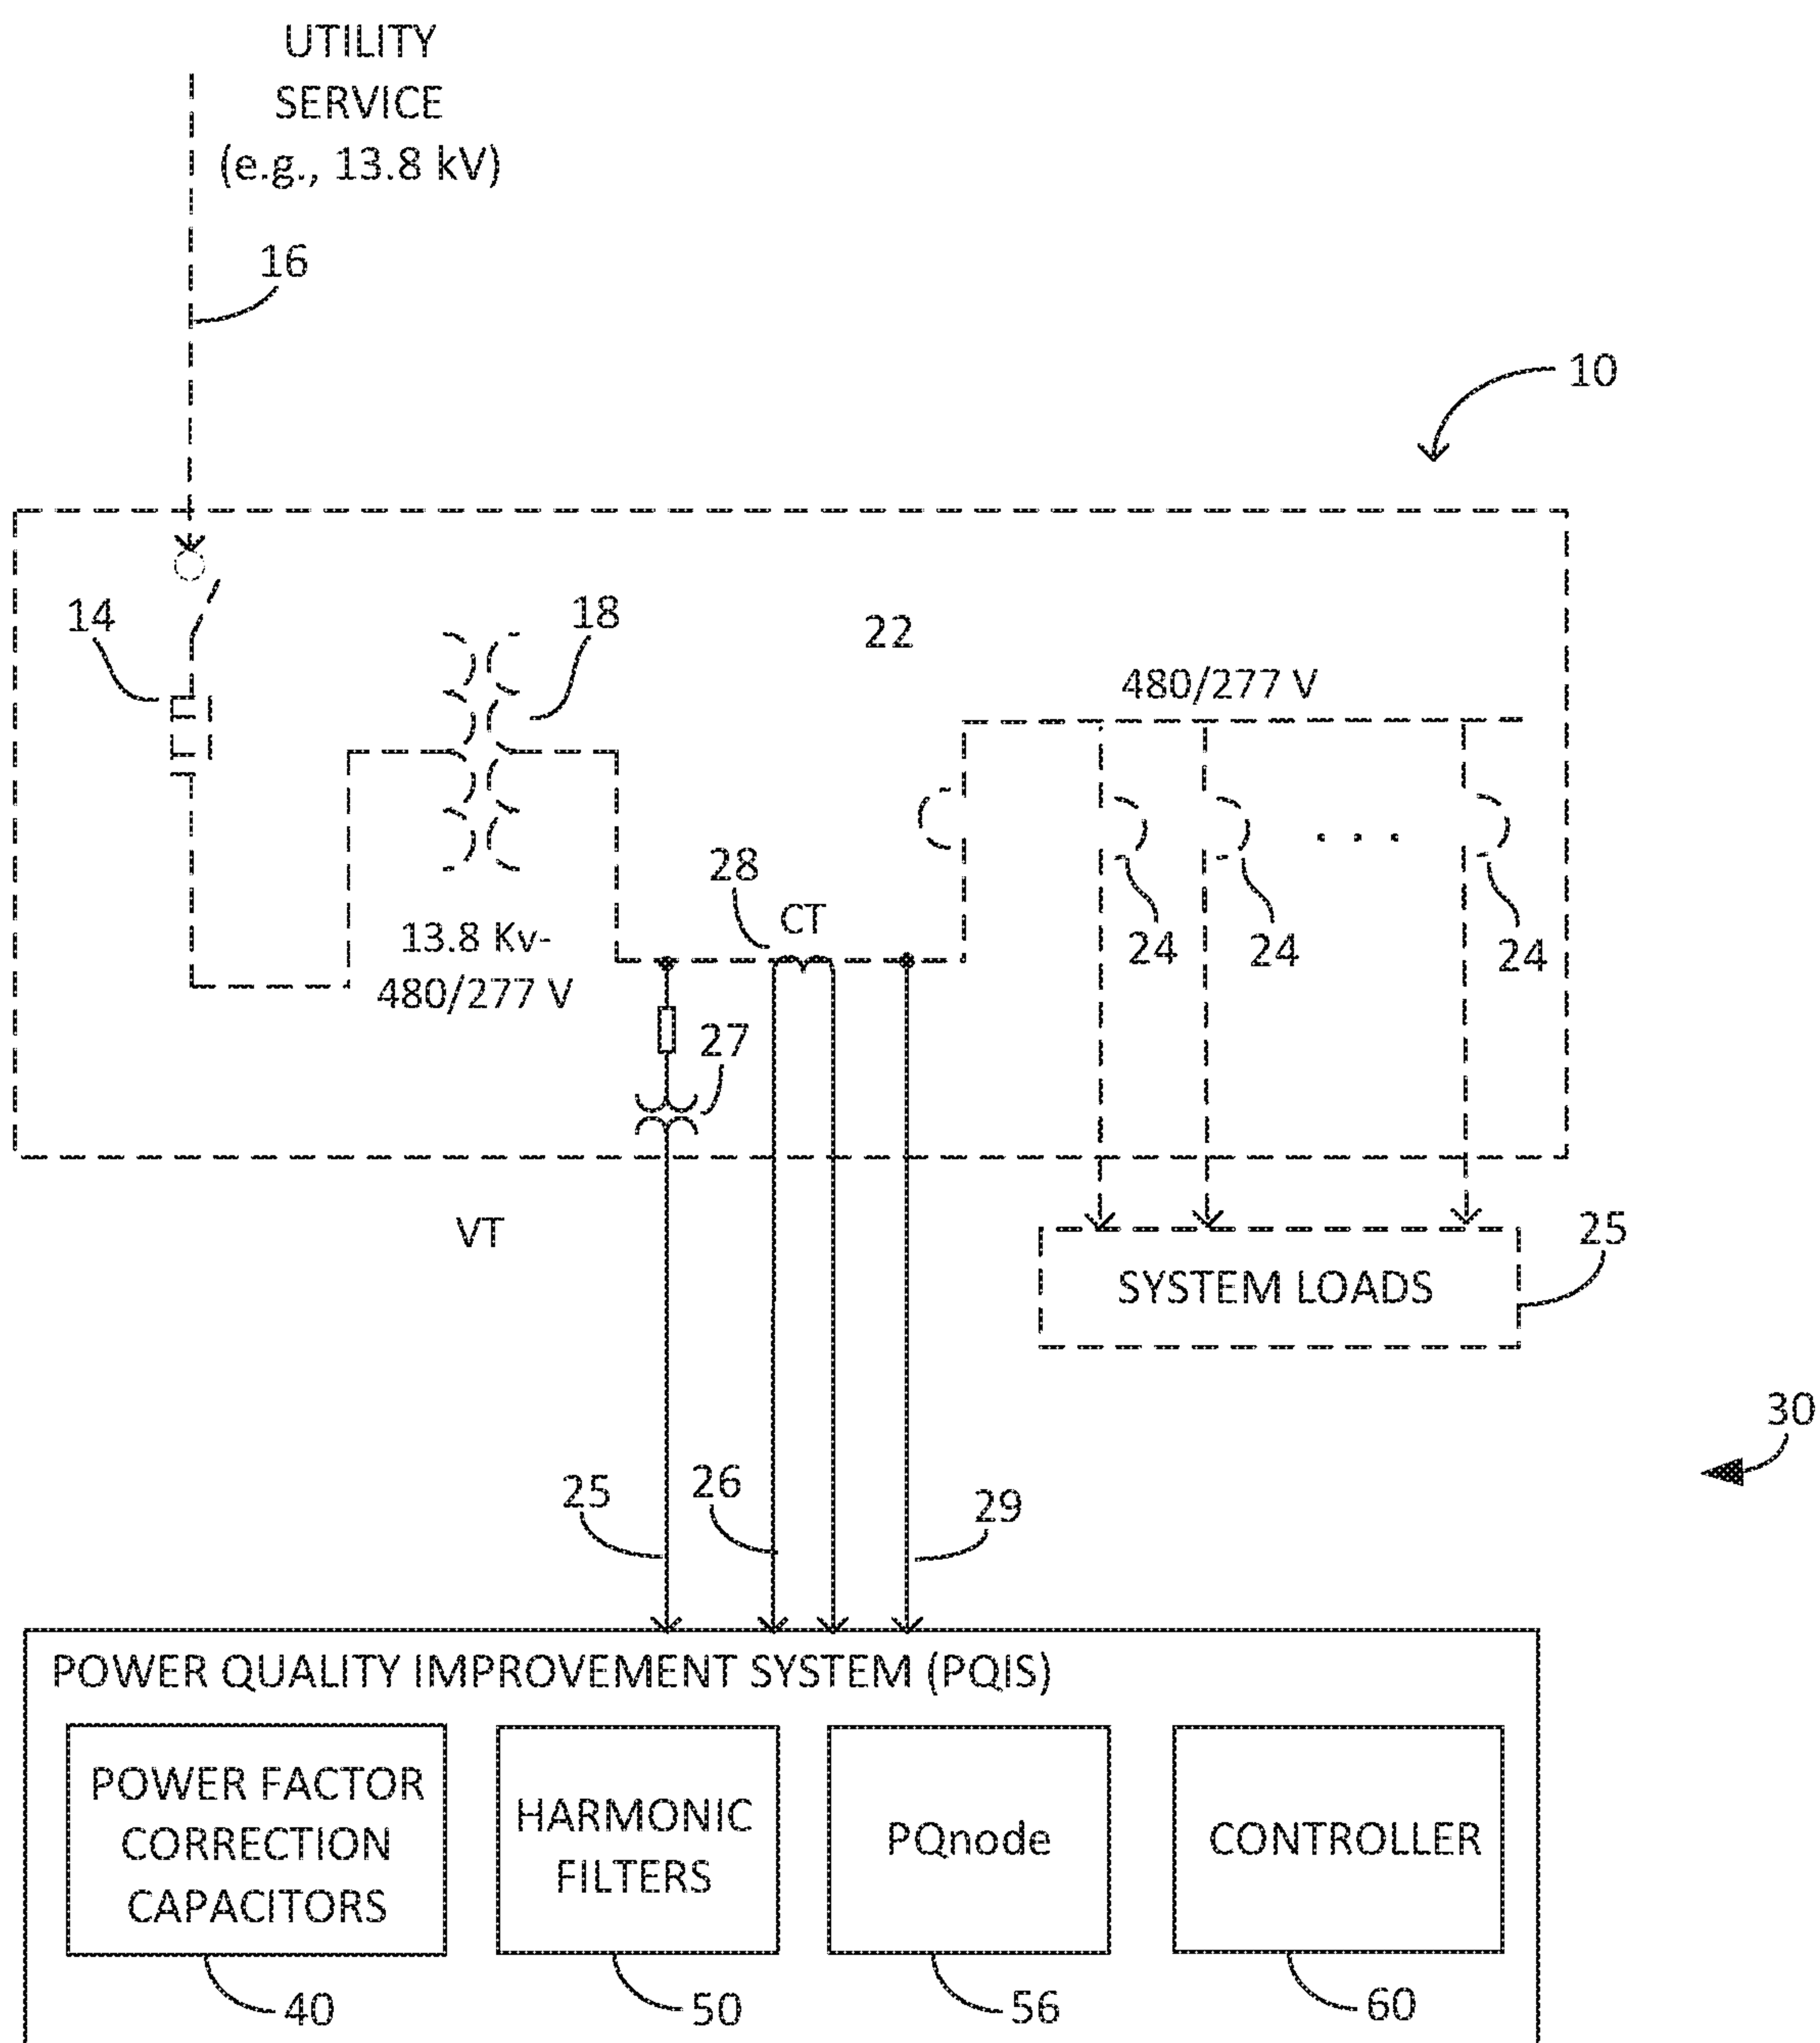 UTILITY
SERVICE
(e.g., 13.8 kV)
16
10
14
18
22
480/277 V
28
CT
24
24
24
13.8 Kv-
480/277 V
27
VT
25
SYSTEM LOADS
30
25
26
29
POWER QUALITY IMPROVEMENT SYSTEM (PQIS)
POWER FACTOR
CORRECTION
CAPACITORS
HARMONIC
FILTERS
PQnode
CONTROLLER
40
50
56
60